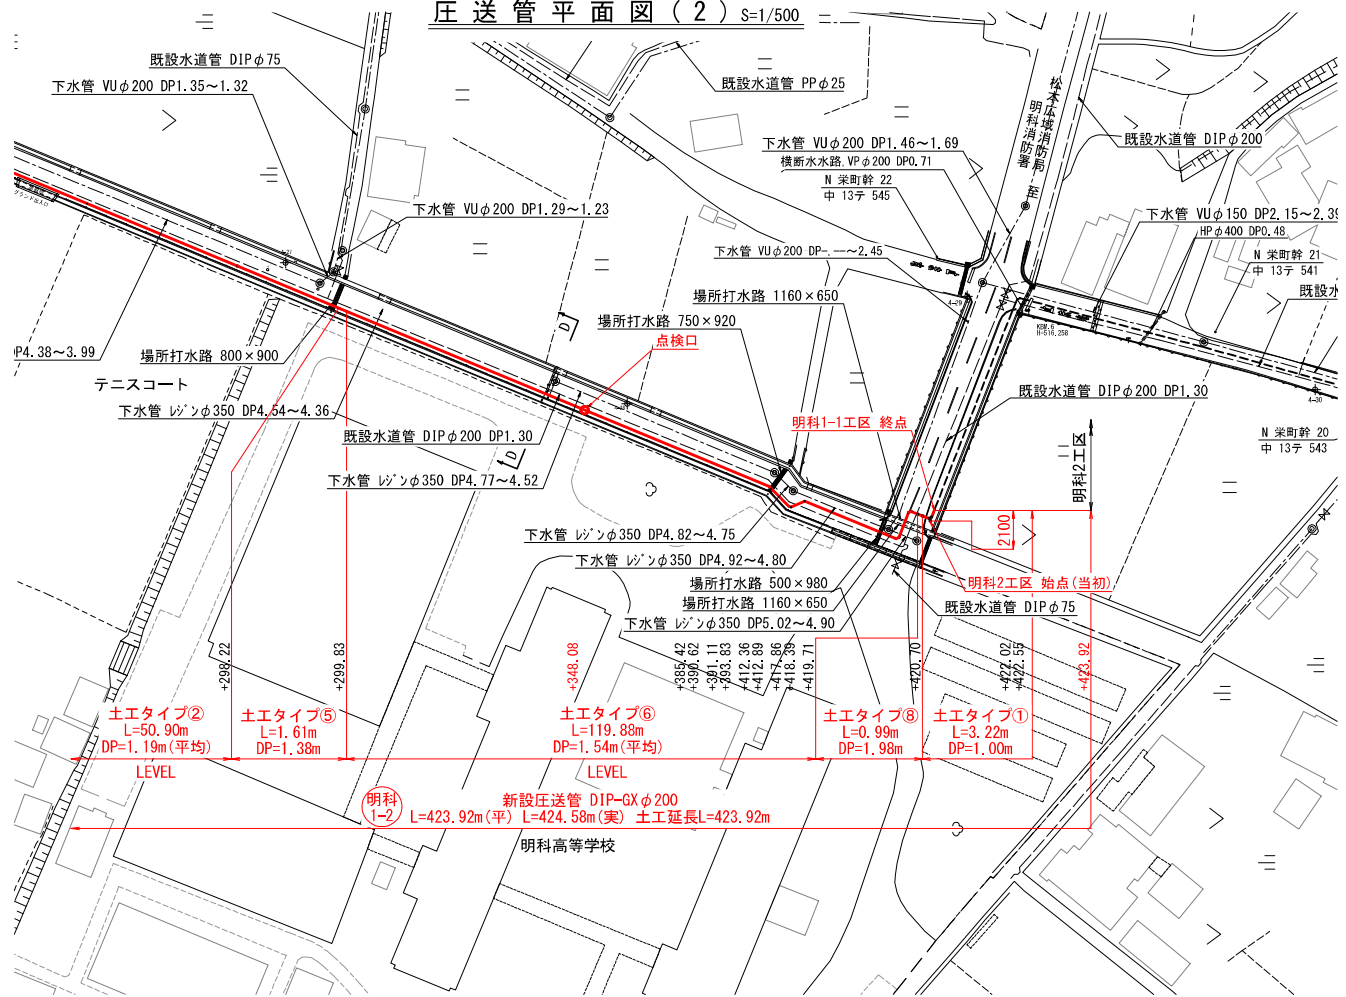 圧送管平面図(2) S=1/500
既設水道管 DIPφ75
下水管 VUφ200 DP1.35～1.32
既設水道管 PPφ25
松本広域消防局
明科消防署 至
既設水道管 DIPφ200
下水管 VUφ200 DP1.46～1.69
横断水水路.VPφ200 DP0.71
N 栄町幹 22
中 13テ 545
下水管 VUφ200 DP1.29～1.23
下水管 VUφ150 DP2.15～2.39
HPφ400 DP0.48
下水管 VUφ200 DP-.--～2.45
N 栄町幹 21
中 13テ 541
既設水
場所打水路 1160×650
4-29
場所打水路 750×920
KBM.6
H=516.258
点検口
D
DP4.38～3.99
場所打水路 800×900
テニスコート
既設水道管 DIPφ200 DP1.30
4-30
下水管 レジンφ350 DP4.54～4.36
明科1-1工区 終点
既設水道管 DIPφ200 DP1.30
N 栄町幹 20
中 13テ 543
D
明科2工区
下水管 レジンφ350 DP4.77～4.52
2100
下水管 レジンφ350 DP4.82～4.75
下水管 レジンφ350 DP4.92～4.80
場所打水路 500×980
明科2工区 始点(当初)
場所打水路 1160×650
既設水道管 DIPφ75
下水管 レジンφ350 DP5.02～4.90
+298.22
+299.83
+348.08
+385.42
+390.62
+391.11
+393.83
+412.36
+412.89
+417.86
+418.39
+419.71
+420.70
+422.02
+422.55
+423.92
土工タイプ②
L=50.90m
DP=1.19m(平均)
LEVEL
土工タイプ⑤
L=1.61m
DP=1.38m
土工タイプ⑥
L=119.88m
DP=1.54m(平均)
LEVEL
土工タイプ⑧
L=0.99m
DP=1.98m
土工タイプ①
L=3.22m
DP=1.00m
明科
1-2
新設圧送管 DIP-GXφ200
L=423.92m(平) L=424.58m(実) 土工延長L=423.92m
明科高等学校